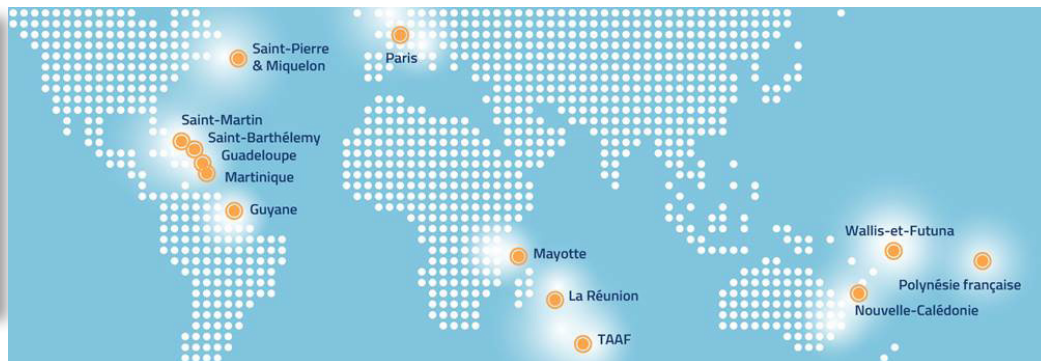 Saint-Pierre
& Miquelon
Paris
Saint-Martin
Saint-Barthélemy
Guadeloupe
Martinique
Guyane
Mayotte
La Réunion
TAAF
Wallis-et-Futuna
Polynésie française
Nouvelle-Calédonie